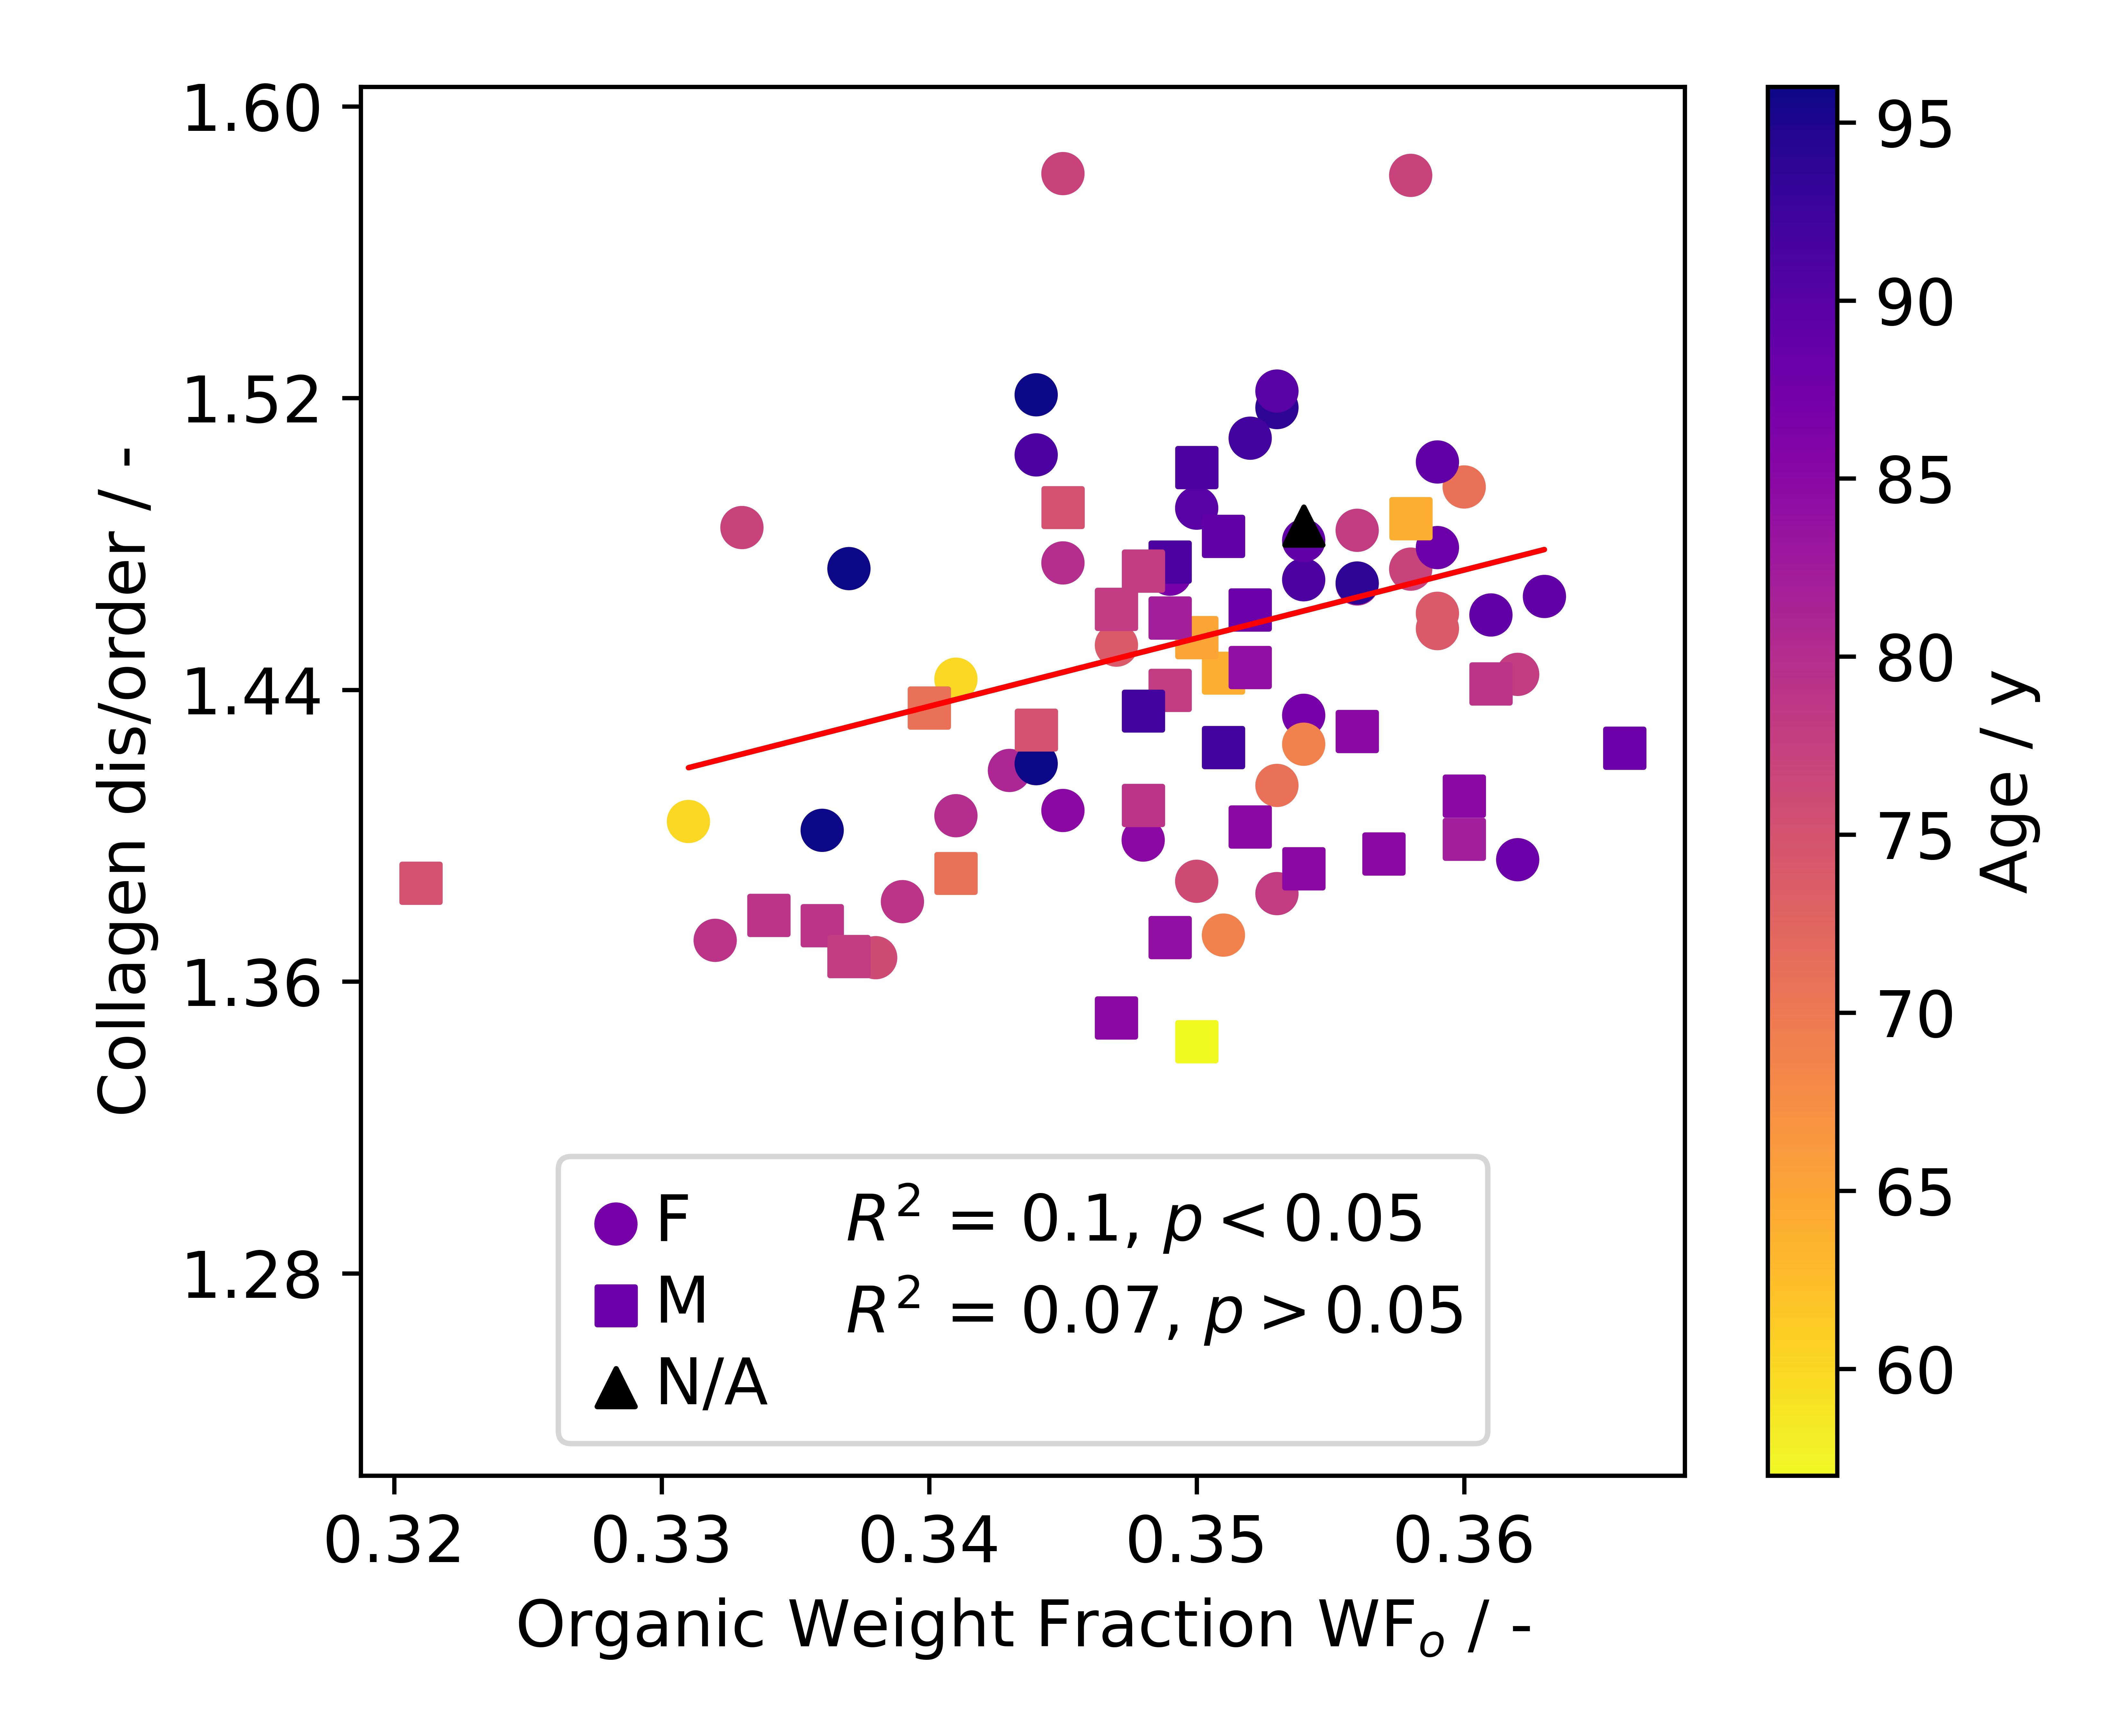 1.60
1.52
1.44
1.36
1.28
Collagen dis/order / -
0.32 0.33 0.34 0.35 0.36
Organic Weight Fraction WFₒ / -
F R² = 0.1, p < 0.05
M R² = 0.07, p > 0.05
N/A
95
90
85
80
75
70
65
60
Age / y